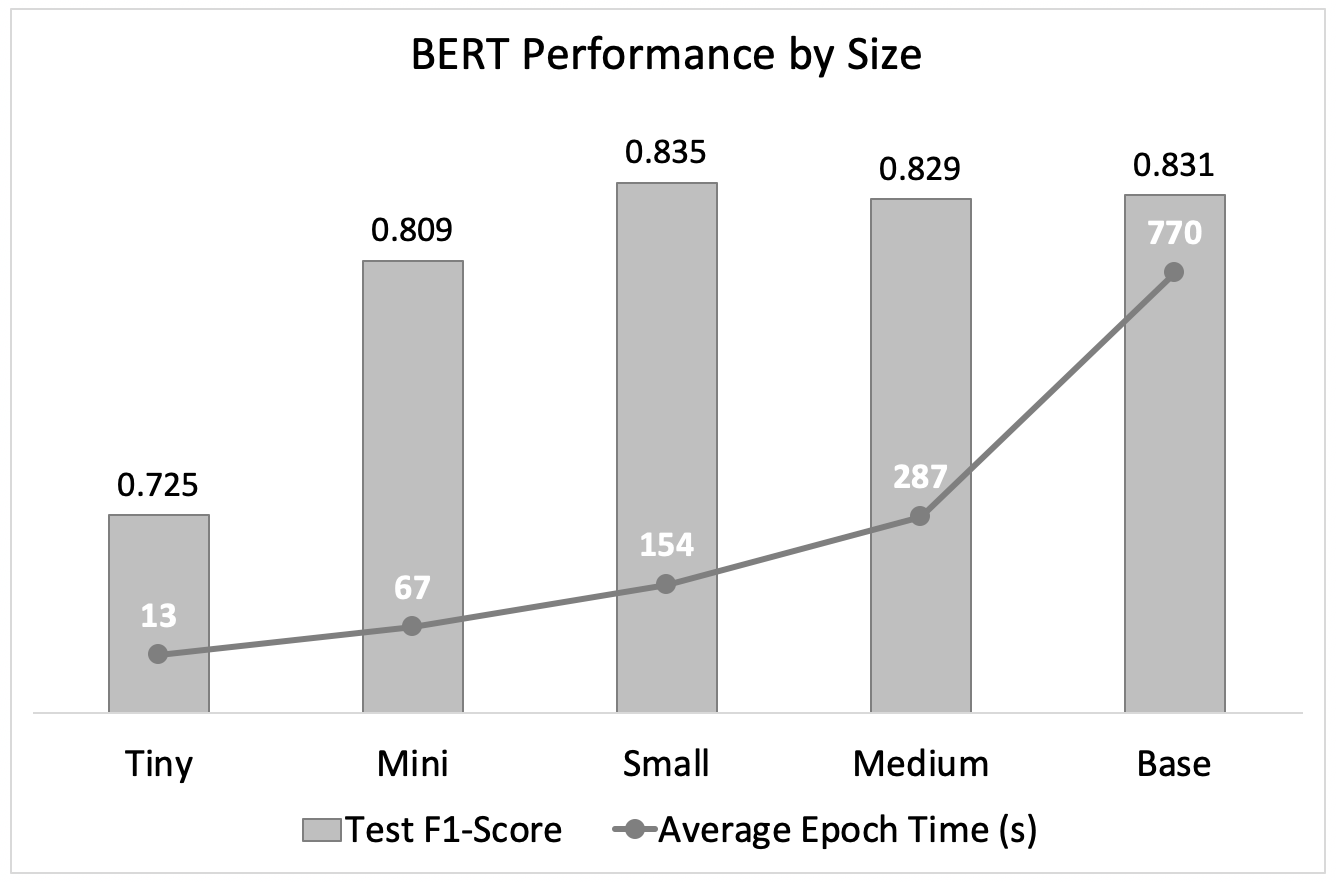 BERT Performance by Size
0.725
0.809
0.835
0.829
0.831
13
67
154
287
770
Tiny
Mini
Small
Medium
Base
Test F1-Score
Average Epoch Time (s)